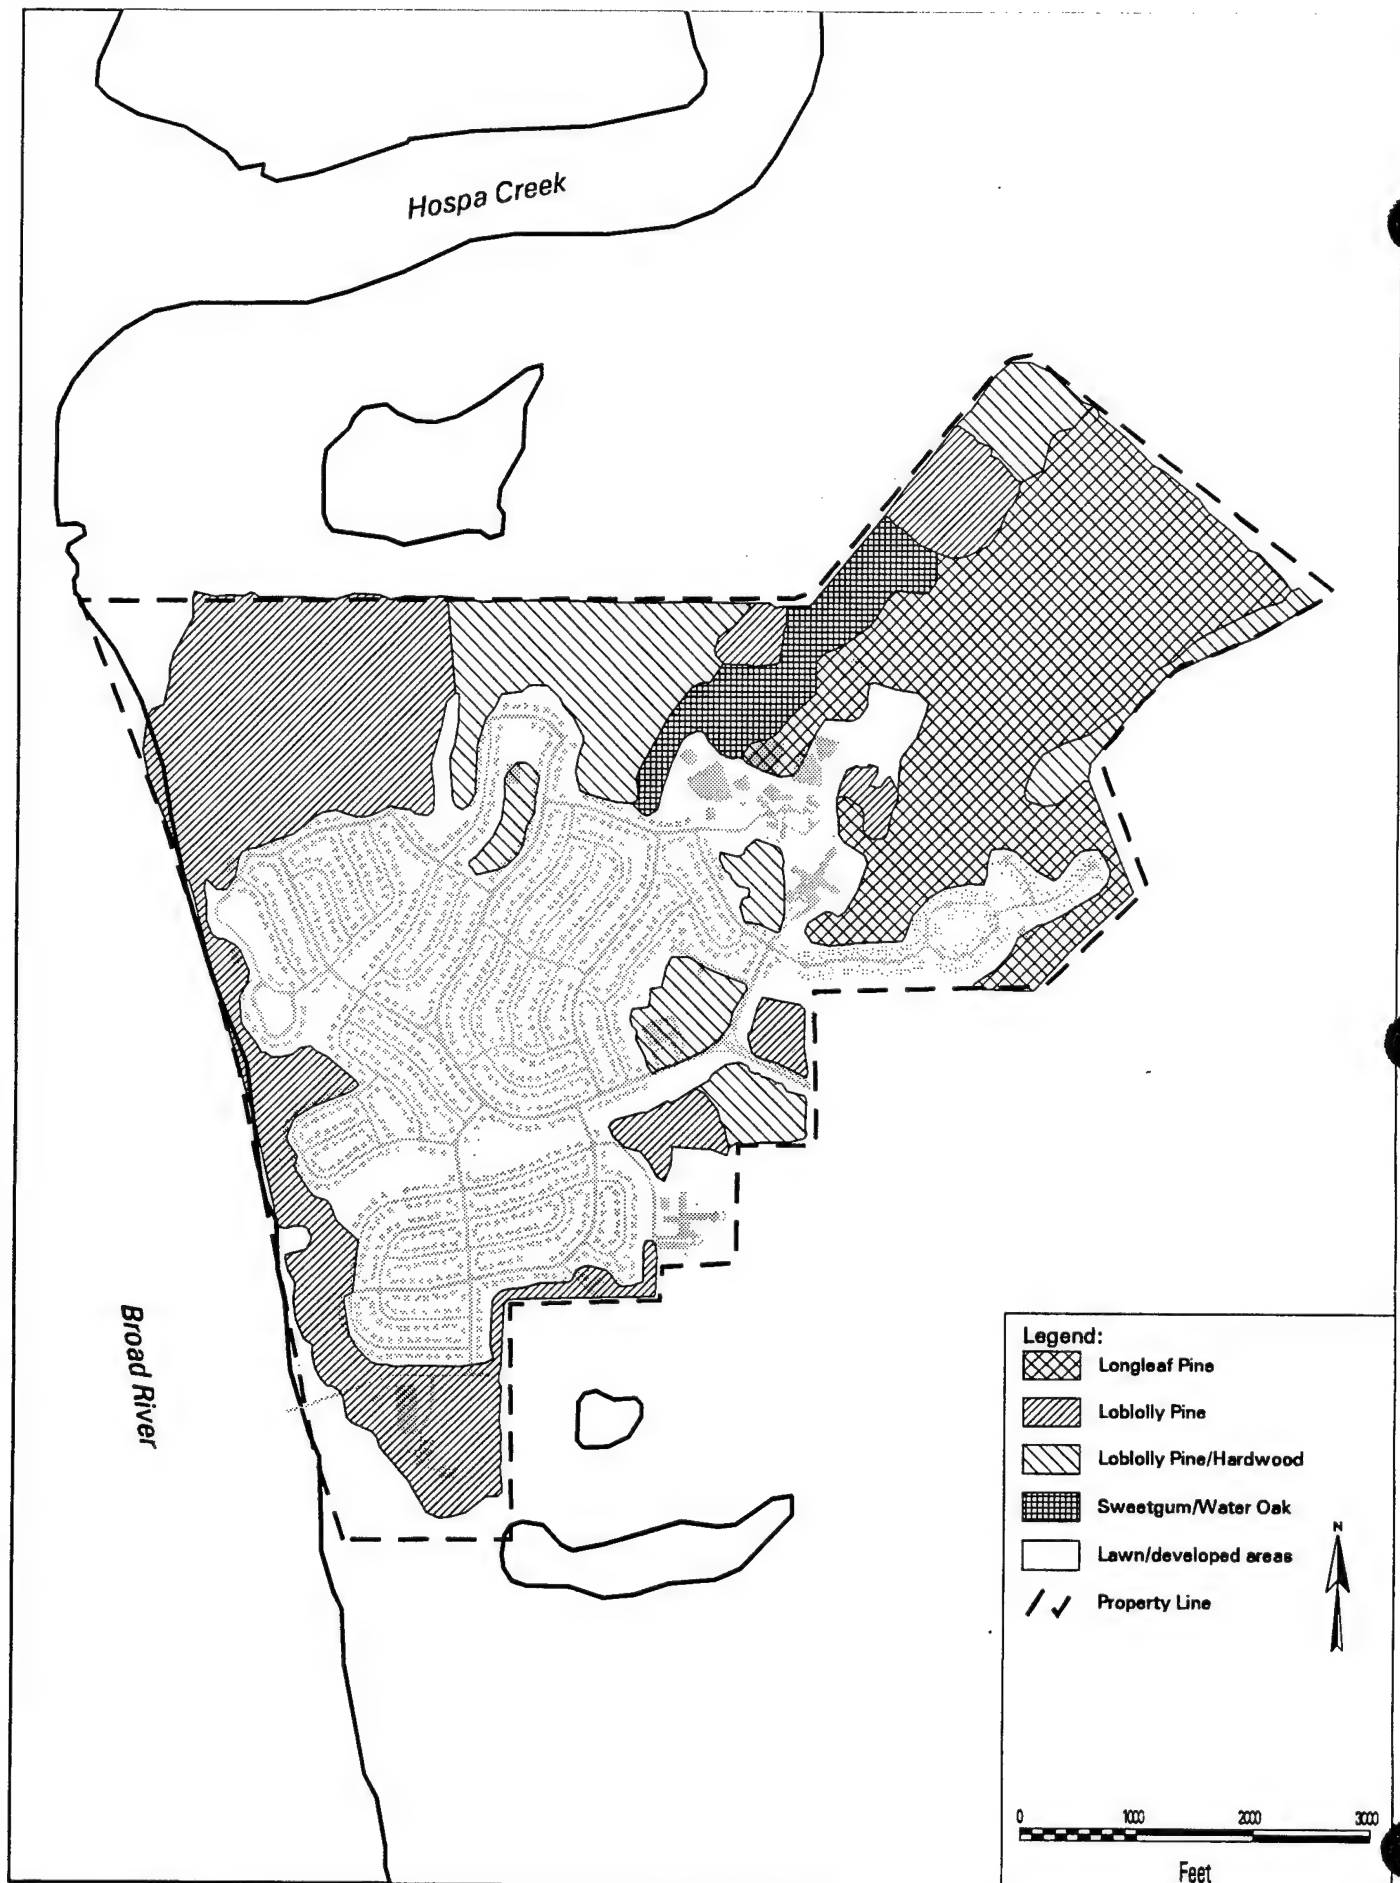 Hospa Creek
Broad River
Legend:
Longleaf Pine
Loblolly Pine
Loblolly Pine/Hardwood
Sweetgum/Water Oak
Lawn/developed areas
Property Line
N
0 1000 2000 3000
Feet